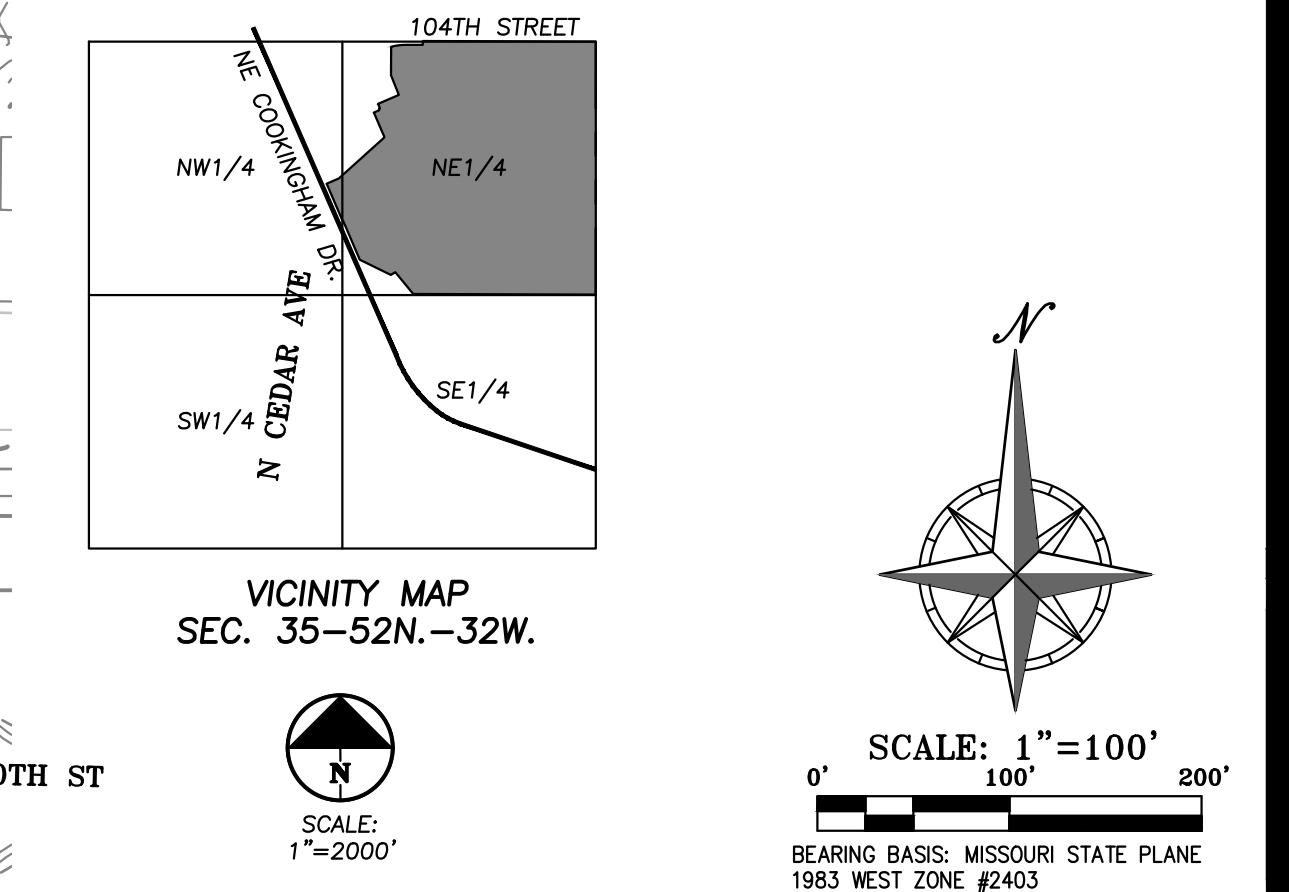 104TH STREET
NE COOKINGHAM DR.
NW1/4
NE1/4
N CEDAR AVE
SW1/4
SE1/4
VICINITY MAP
SEC. 35–52N.–32W.
N
SCALE:
1"=2000'
TH ST
N
SCALE: 1"=100'
0' 100' 200'
BEARING BASIS: MISSOURI STATE PLANE
1983 WEST ZONE #2403